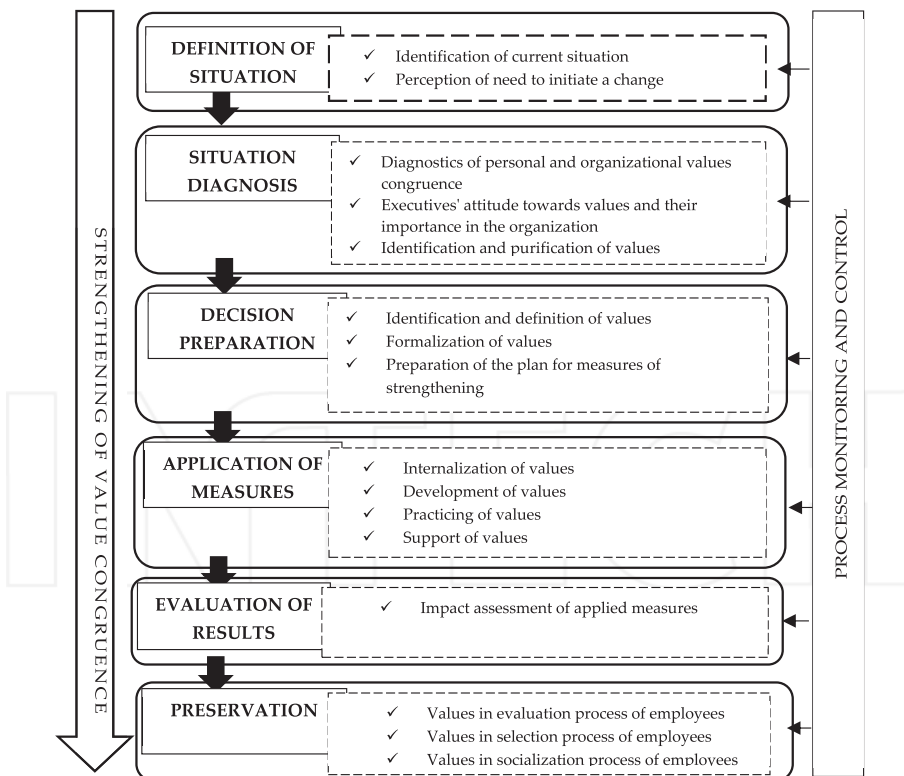 STRENGTHENING OF VALUE CONGRUENCE
DEFINITION OF
SITUATION
✓ Identification of current situation
✓ Perception of need to initiate a change
SITUATION
DIAGNOSIS
✓ Diagnostics of personal and organizational values
congruence
✓ Executives' attitude towards values and their
importance in the organization
✓ Identification and purification of values
DECISION
PREPARATION
✓ Identification and definition of values
✓ Formalization of values
✓ Preparation of the plan for measures of
strengthening
APPLICATION OF
MEASURES
✓ Internalization of values
✓ Development of values
✓ Practicing of values
✓ Support of values
EVALUATION OF
RESULTS
✓ Impact assessment of applied measures
PRESERVATION
✓ Values in evaluation process of employees
✓ Values in selection process of employees
✓ Values in socialization process of employees
PROCESS MONITORING AND CONTROL